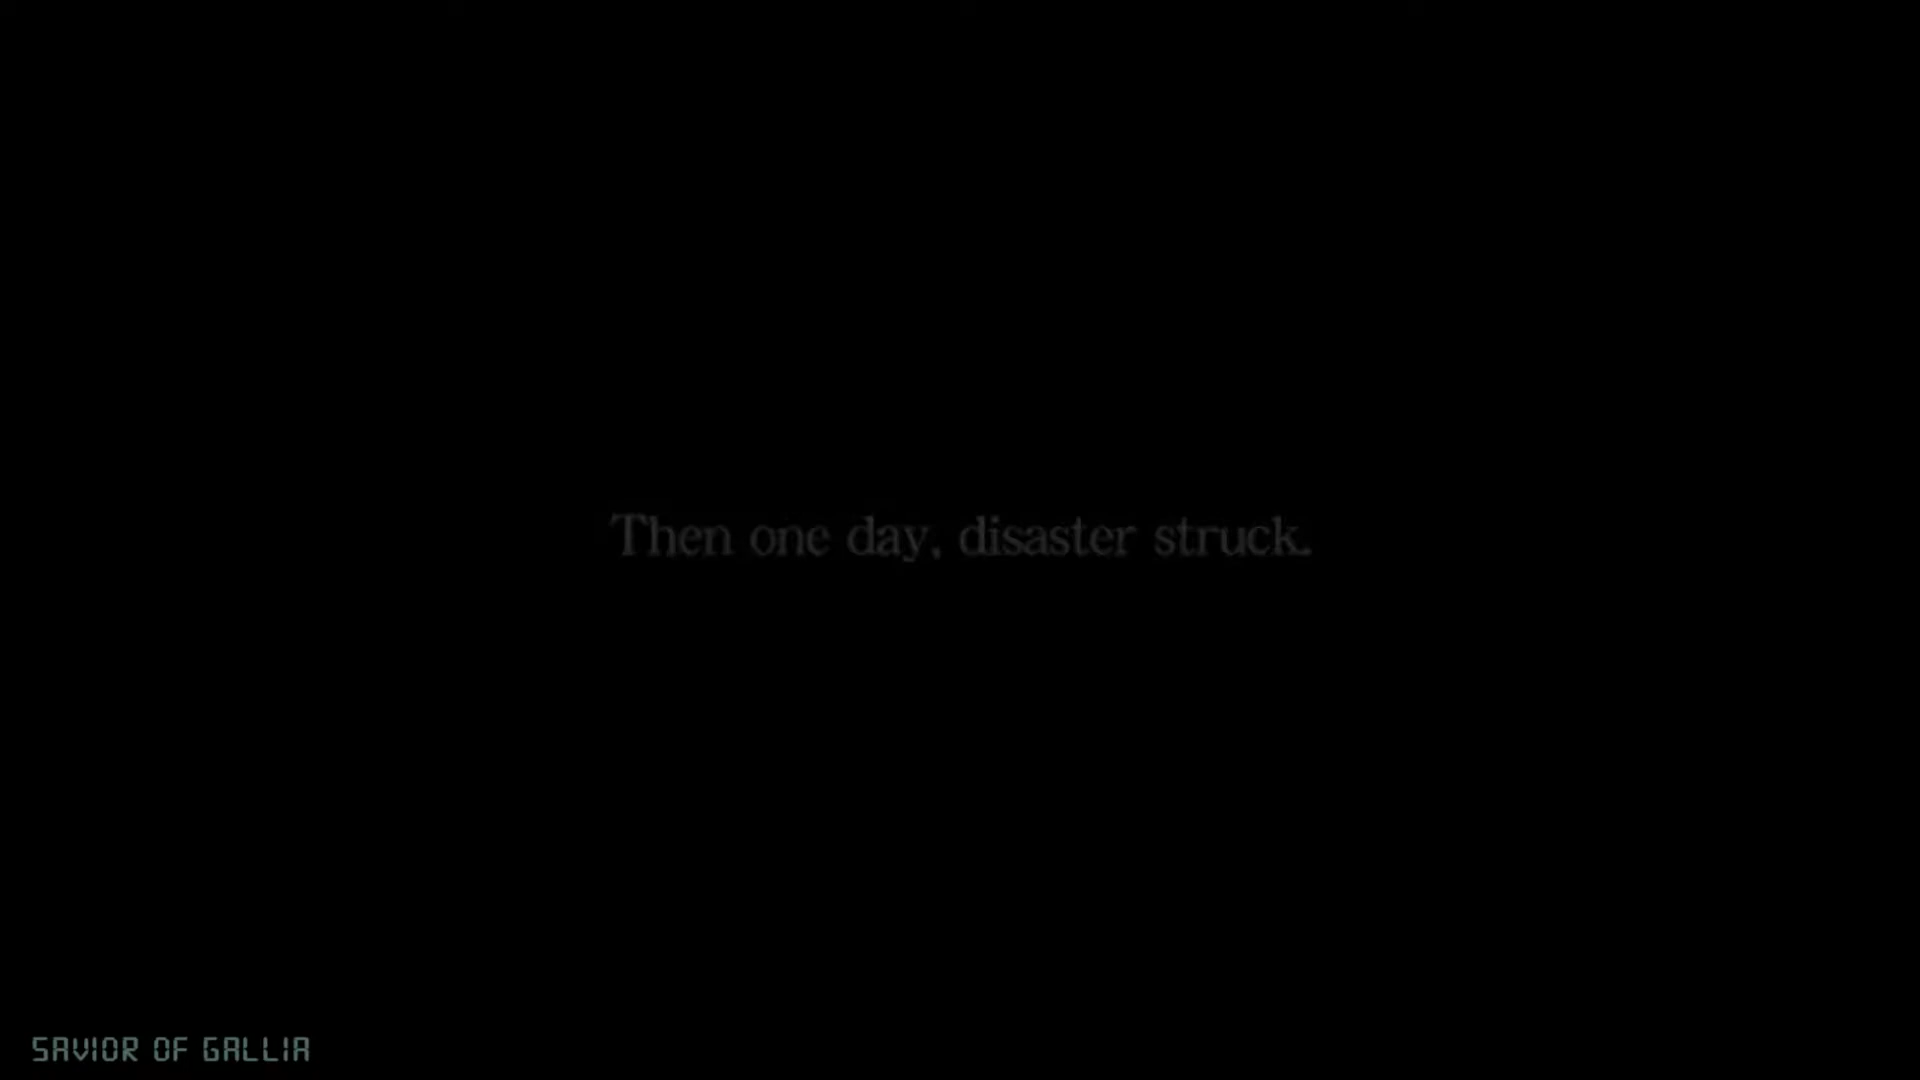 Then one day, disaster struck.
SAVIOR OF GALLIA